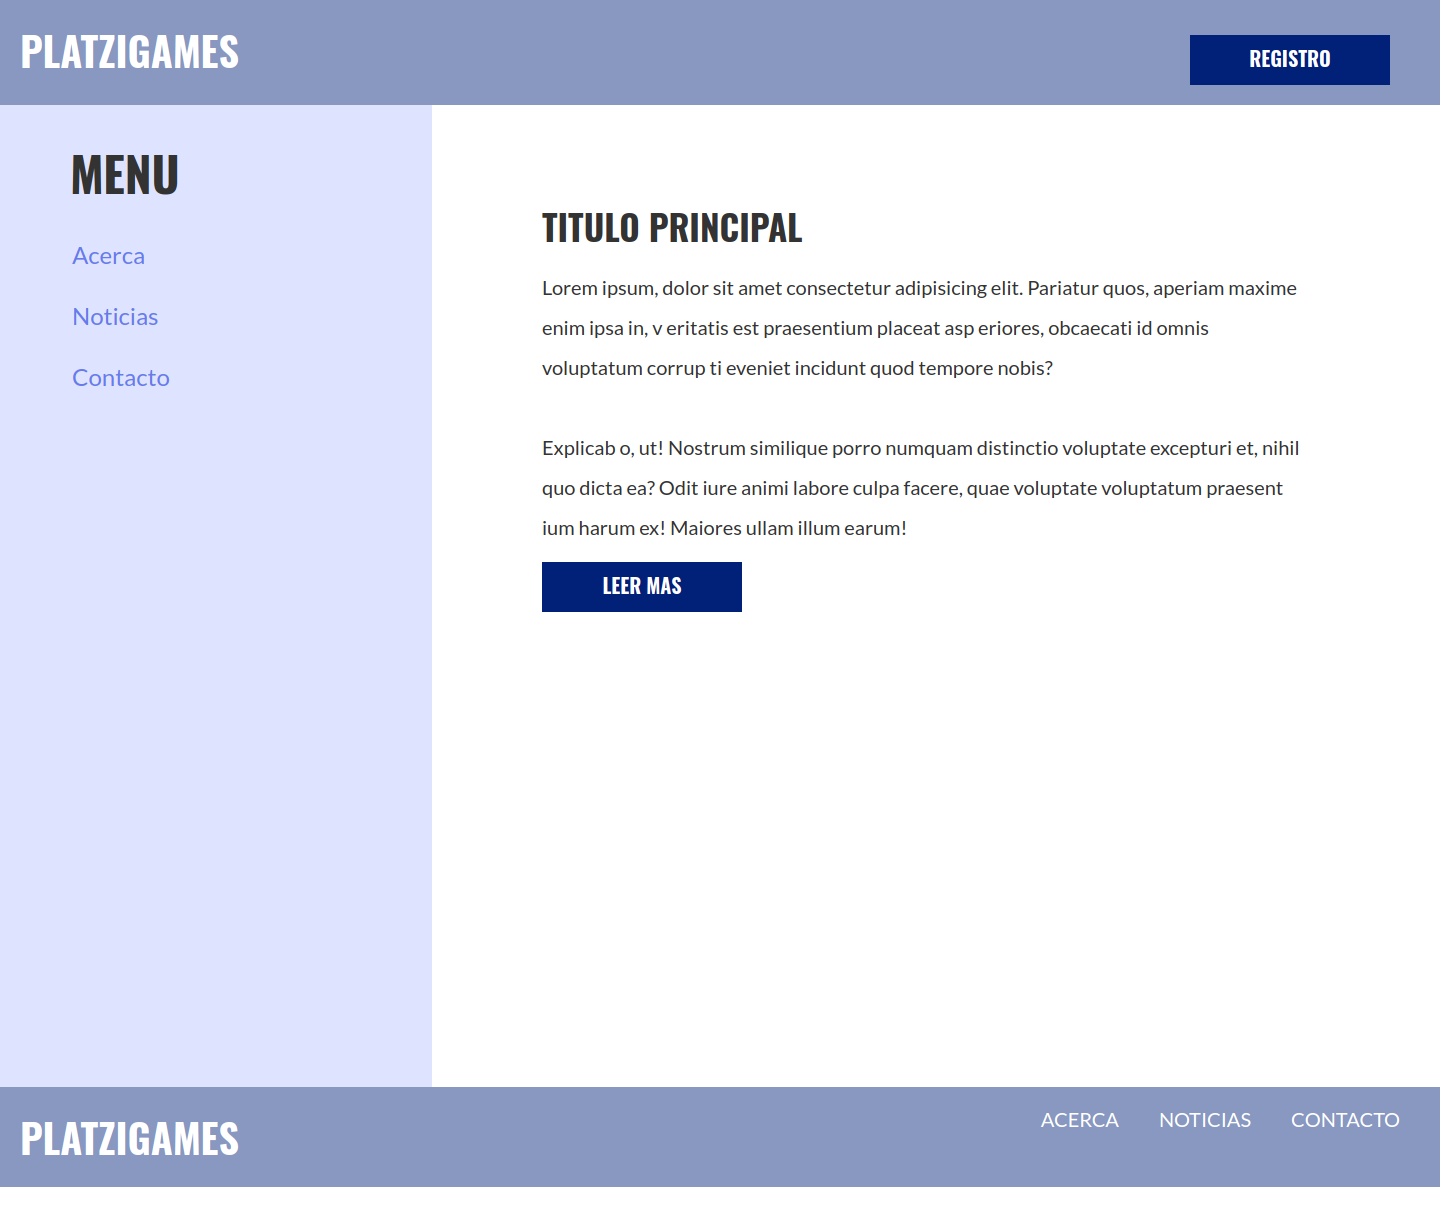 PLATZIGAMES
REGISTRO
MENU
Acerca
Noticias
Contacto
TITULO PRINCIPAL
Lorem ipsum, dolor sit amet consectetur adipisicing elit. Pariatur quos, aperiam maxime
enim ipsa in, v eritatis est praesentium placeat asp eriores, obcaecati id omnis
voluptatum corrup ti eveniet incidunt quod tempore nobis?
Explicab o, ut! Nostrum similique porro numquam distinctio voluptate excepturi et, nihil
quo dicta ea? Odit iure animi labore culpa facere, quae voluptate voluptatum praesent
ium harum ex! Maiores ullam illum earum!
LEER MAS
PLATZIGAMES
ACERCA NOTICIAS CONTACTO